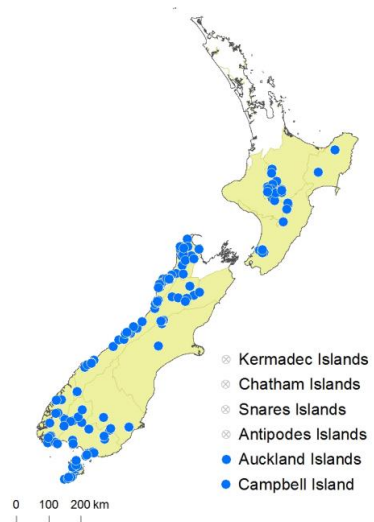 Kermadec Islands
Chatham Islands
Snares Islands
Antipodes Islands
Auckland Islands
Campbell Island
0 100 200 km